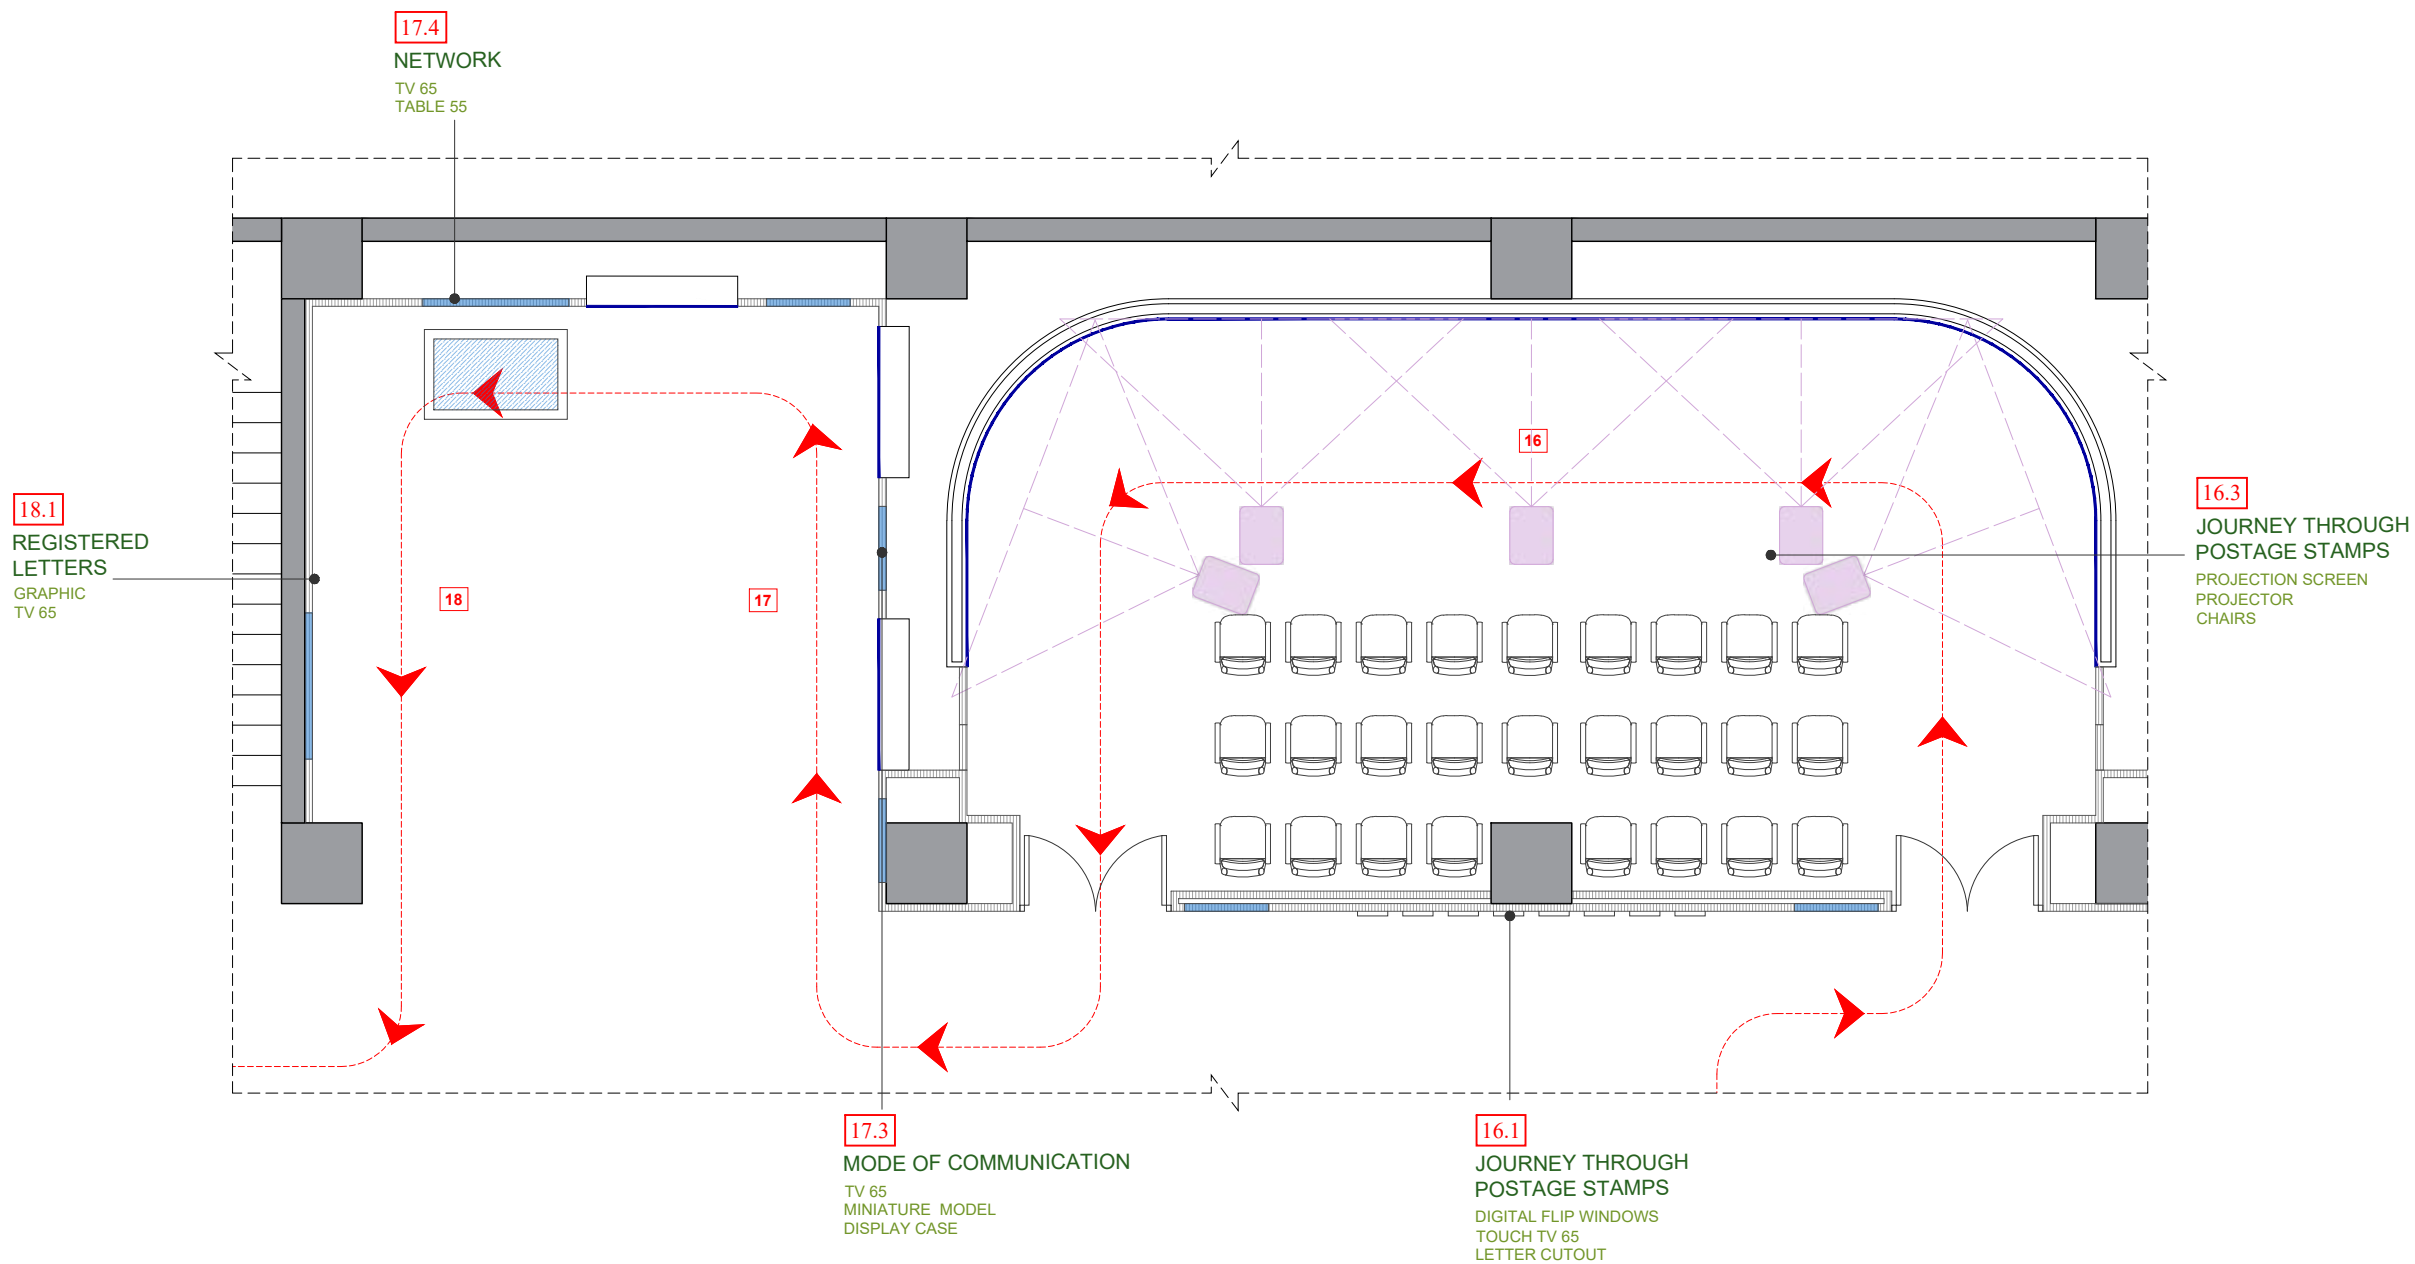 17.4
NETWORK
TV 65
TABLE 55
16
18.1
REGISTERED
LETTERS
GRAPHIC
TV 65
18
17
16.3
JOURNEY THROUGH
POSTAGE STAMPS
PROJECTION SCREEN
PROJECTOR
CHAIRS
17.3
MODE OF COMMUNICATION
TV 65
MINIATURE MODEL
DISPLAY CASE
16.1
JOURNEY THROUGH
POSTAGE STAMPS
DIGITAL FLIP WINDOWS
TOUCH TV 65
LETTER CUTOUT